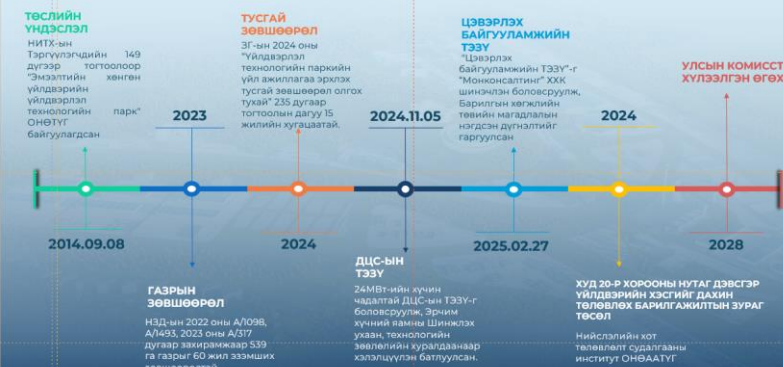 ТӨСЛИЙН
ҮНДЭСЛЭЛ
НИТХ-ын
Тэргүүлэгчдийн 149
дүгээр тогтоолоор
"Эмээлтийн хөнгөн
үйлдвэрийн
үйлдвэрлэл
технологийн парк"
ОНӨТҮГ
байгуулагдсан
2014.09.08
2023
ГАЗРЫН
ЗӨВШӨӨРӨЛ
НЗД-ын 2022 оны А/1098,
А/1493, 2023 оны А/317
дугаар захирамжаар 539
га газрыг 60 жил эзэмших
ТУСГАЙ
ЗӨВШӨӨРӨЛ
ЗГ-ын 2024 оны
"Үйлдвэрлэл
технологийн паркийн
үйл ажиллагаа эрхлэх
тусгай зөвшөөрөл олгох
тухай" 235 дугаар
тогтоолын дагуу 15
жилийн хугацаатай.
2024
2024.11.05
ДЦС-ЫН
ТЭЗҮ
24МВт-ийн хүчин
чадалтай ДЦС-ын ТЭЗҮ-г
боловсруулж, Эрчим
хүчний яамны Шинжлэх
ухаан, технологийн
зөвлөлийн хуралдаанаар
хэлэлцүүлэн батлуулсан.
ЦЭВЭРЛЭХ
БАЙГУУЛАМЖИЙН
ТЭЗҮ
"Цэвэрлэх
байгууламжийн ТЭЗҮ"-г
"Монконсалтинг" ХХК
шинэчлэн боловсруулж,
Барилгын хөгжлийн
төвийн магадлалын
нэгдсэн дүгнэлтийг
гаргуулсан
2025.02.27
2024
ХУД 20-Р ХОРООНЫ НУТАГ ДЭВСГЭР
ҮЙЛДВЭРИЙН ХЭСГИЙГ ДАХИН
ТӨЛӨВЛӨХ БАРИЛГАЖИЛТЫН ЗУРАГ
ТӨСӨЛ
Нийслэлийн хот
төлөвлөлт судалгааны
институт ОНӨААТҮГ
УЛСЫН КОМИСС
ХҮЛЭЭЛГЭН ӨГӨХ
2028